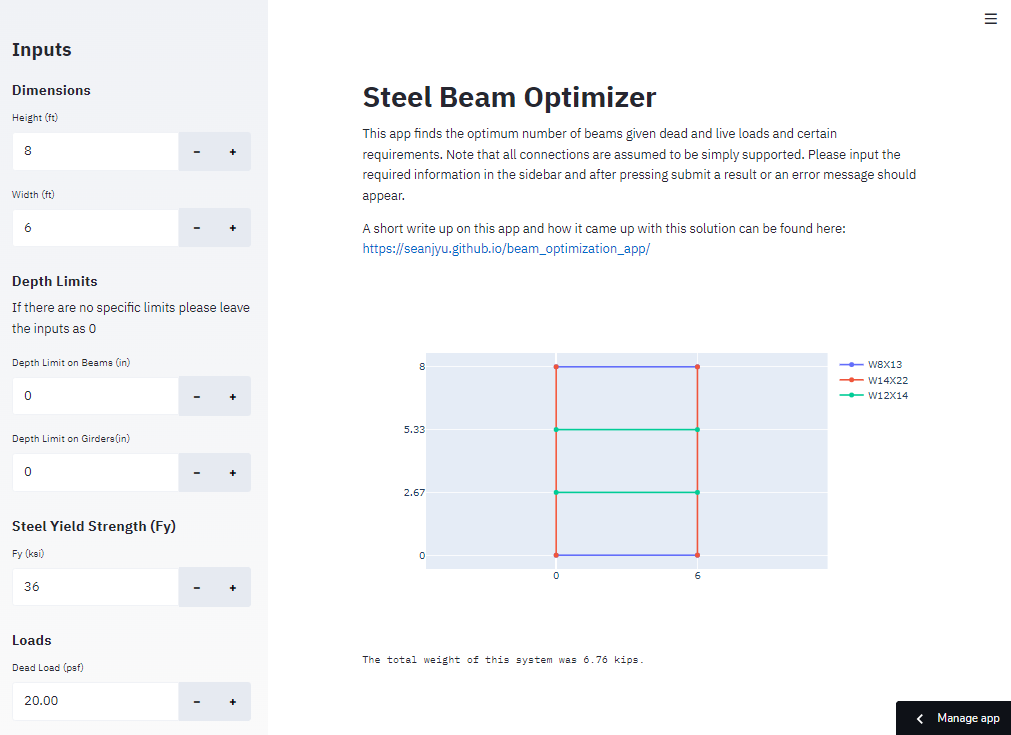 Inputs
Dimensions
Height (ft)
8
Width (ft)
6
Depth Limits
If there are no specific limits please leave
the inputs as 0
Depth Limit on Beams (in)
0
Depth Limit on Girders(in)
0
Steel Yield Strength (Fy)
Fy (ksi)
36
Loads
Dead Load (psf)
20.00
Steel Beam Optimizer
This app finds the optimum number of beams given dead and live loads and certain
requirements. Note that all connections are assumed to be simply supported. Please input the
required information in the sidebar and after pressing submit a result or an error message should
appear.
A short write up on this app and how it came up with this solution can be found here:
https://seanjyu.github.io/beam_optimization_app/
8
5.33
2.67
0
0
6
W8X13
W14X22
W12X14
The total weight of this system was 6.76 kips.
Manage app